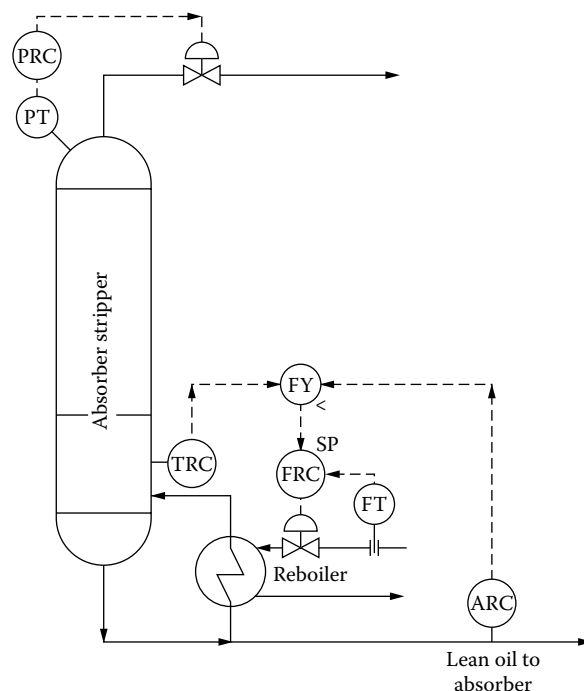 PRC
PT
Absorber stripper
FY
<
SP
TRC
FRC
FT
Reboiler
ARC
Lean oil to
absorber